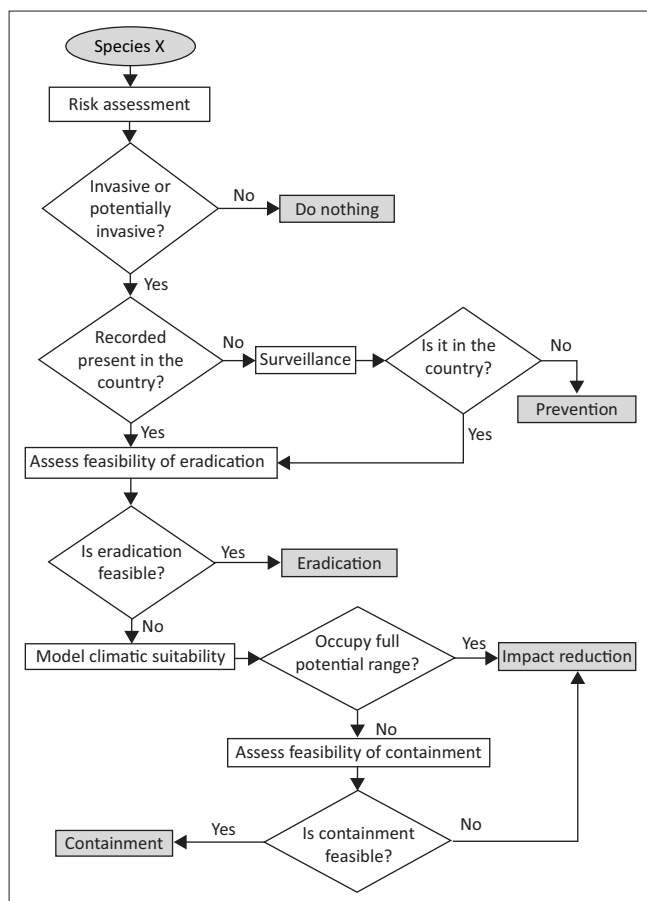 Species X
Risk assessment
Invasive or
potentially
invasive?
No
Do nothing
Yes
Recorded
present in the
country?
No
Surveillance
Is it in the
country?
No
Prevention
Yes
Yes
Assess feasibility of eradication
Is eradication
feasible?
Yes
Eradication
No
Model climatic suitability
Occupy full
potential range?
Yes
Impact reduction
No
Assess feasibility of containment
Is containment
feasible?
Yes
Containment
No